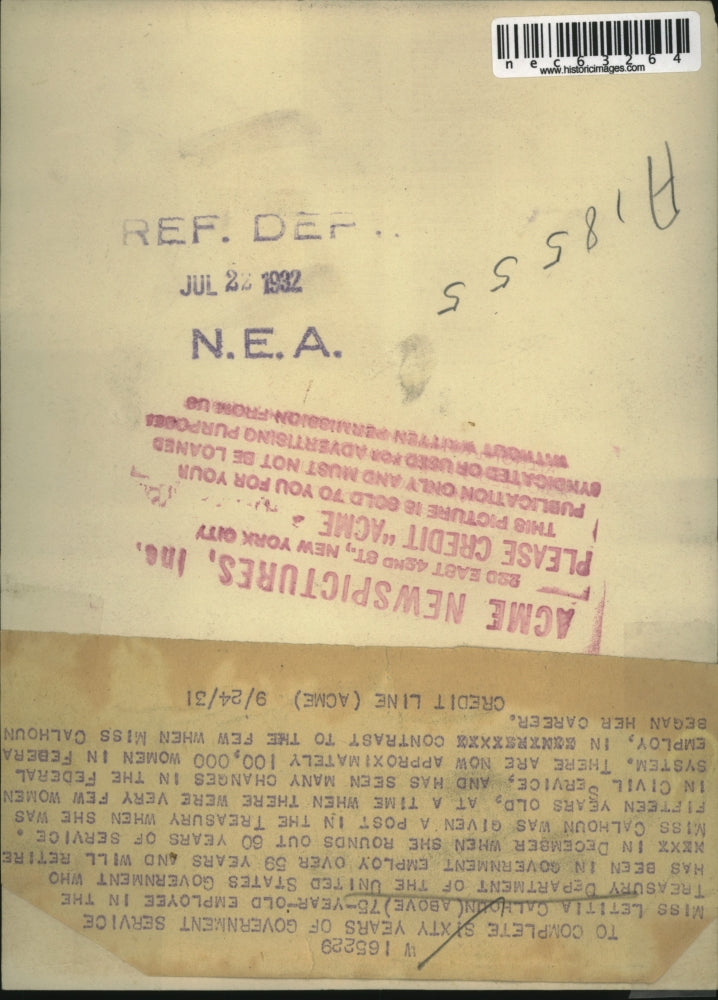 nec63264
www.historicimages.com
A18555
REF. DEP..
JUL 22 1932
N.E.A.
ACME NEWSPICTURES, Inc.
220 EAST 42ND ST., NEW YORK CITY
PLEASE CREDIT "ACME
THIS PICTURE IS SOLD TO YOU FOR YOUR
PUBLICATION ONLY AND MUST NOT BE LOANED
SYNDICATED OR USED FOR ADVERTISING PURPOSES
WITHOUT WRITTEN PERMISSION FROM US
W 165229
TO COMPLETE SIXTY YEARS OF GOVERNMENT SERVICE
MISS LETITIA CALHOUN(ABOVE)75-YEAR-OLD EMPLOYEE IN THE
TREASURY DEPARTMENT OF THE UNITED STATES GOVERNMENT WHO
HAS BEEN IN GOVERNMENT EMPLOY OVER 59 YEARS AND WILL RETIRE
XXXX IN DECEMBER WHEN SHE ROUNDS OUT 60 YEARS OF SERVICE.
MISS CALHOUN WAS GIVEN A POST IN THE TREASURY WHEN SHE WAS
FIFTEEN YEARS OLD, AT A TIME WHEN THERE WERE VERY FEW WOMEN
IN CIVIL SERVICE, AND HAS SEEN MANY CHANGES IN THE FEDERAL
SYSTEM. THERE ARE NOW APPROXIMATELY 100,000 WOMEN IN FEDERA
EMPLOY, IN CONTRAST TO THE FEW WHEN MISS CALHOUN
BEGAN HER CAREER.
CREDIT LINE (ACME) 9/24/31